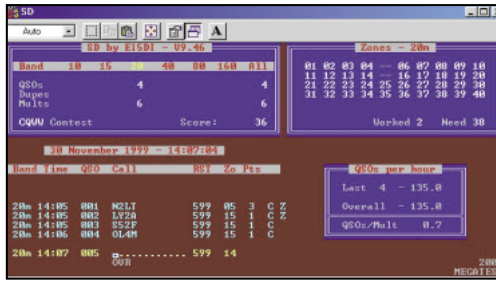 SD
Auto
A
SD by EI5DI - V9.46
Band 10 15 20 40 80 160 All
QSOs 4 4
Dupes
Mults 6 6
CQWW Contest Score: 36
Zones - 20m
01 02 03 04 -- 06 07 08 09 10
11 12 13 14 -- 16 17 18 19 20
21 22 23 24 25 26 27 28 29 30
31 32 33 34 35 36 37 38 39 40
Worked 2 Need 38
30 November 1999 - 14:07:04
Band Time QSO Call RST Zo Pts
20m 14:05 001 N2LT 599 05 3 C Z
20m 14:05 002 LY2A 599 15 1 C Z
20m 14:05 003 S52F 599 15 1 C
20m 14:06 004 OL4M 599 15 1 C
20m 14:07 005 ........... 599 14
OVR
QSOs per hour
Last 4 - 135.0
Overall - 135.0
QSOs/Mult 0.7
200
MEGATES